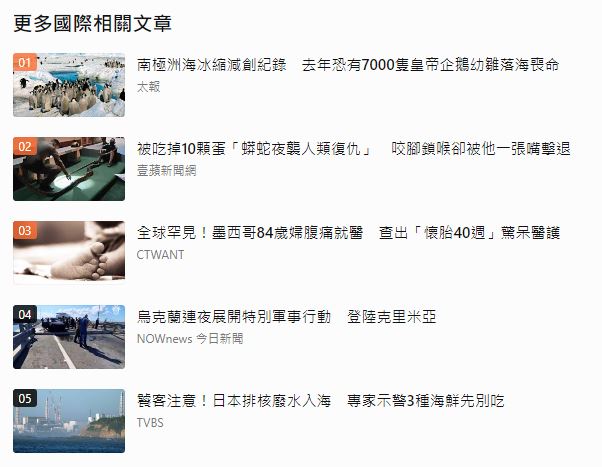 更多國際相關文章
01
南極洲海冰縮減創紀錄　去年恐有7000隻皇帝企鵝幼雛落海喪命
太報
02
被吃掉10顆蛋「蟒蛇夜襲人類復仇」　咬腳鎖喉卻被他一張嘴擊退
壹蘋新聞網
03
全球罕見！墨西哥84歲婦腹痛就醫　查出「懷胎40週」驚呆醫護
CTWANT
04
烏克蘭連夜展開特別軍事行動　登陸克里米亞
NOWnews 今日新聞
05
饕客注意！日本排核廢水入海　專家示警3種海鮮先別吃
TVBS